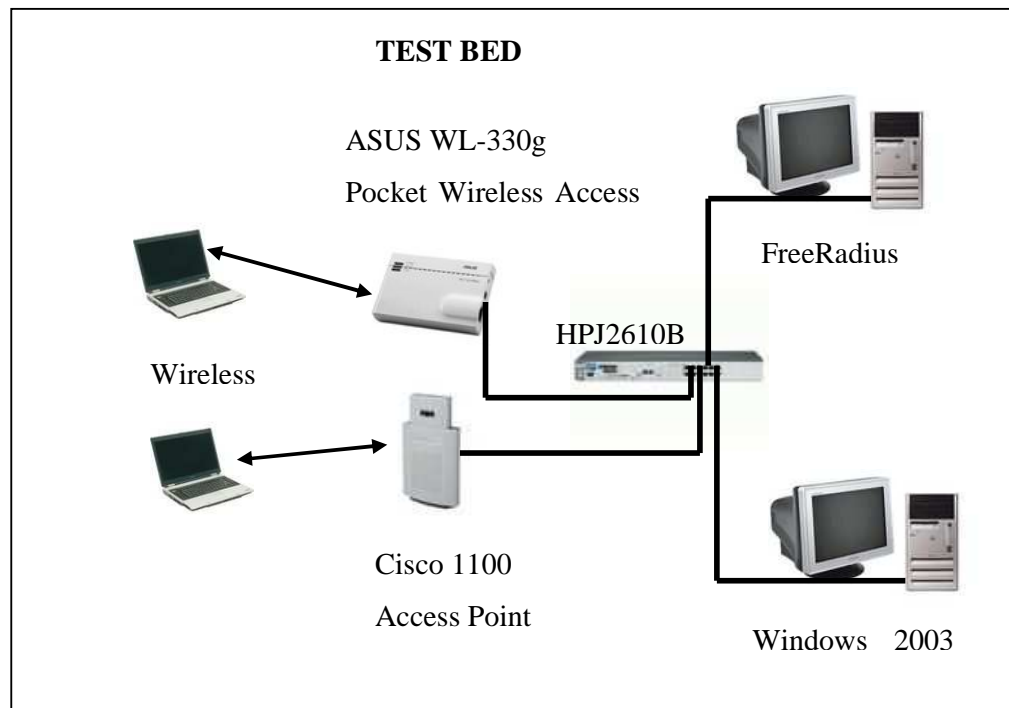 TEST BED
ASUS WL-330g
Pocket Wireless Access
FreeRadius
HPJ2610B
Wireless
Cisco 1100
Access Point
Windows 2003